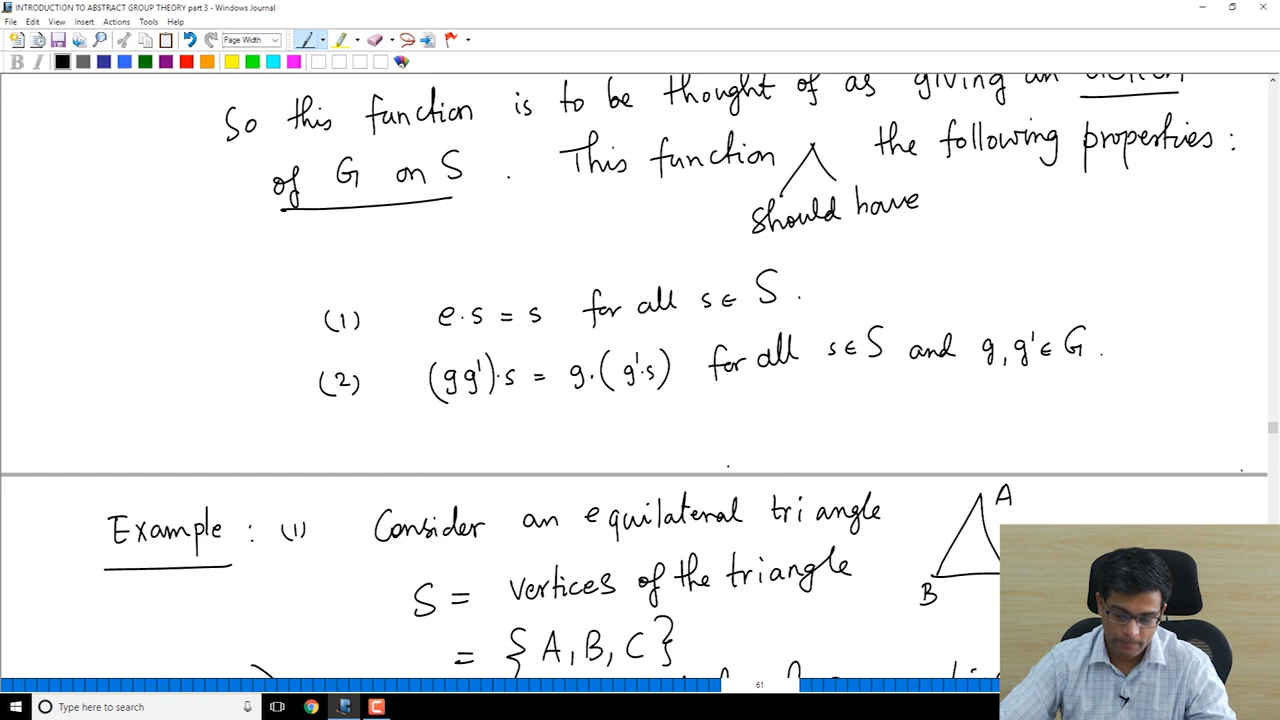 INTRODUCTION TO ABSTRACT GROUP THEORY part 3 - Windows Journal
File Edit View Insert Actions Tools Help
Page Width
B I
So this function is to be thought of as giving an action
of G on S . This function the following properties :
should have
(1) e·s = s for all s ∈ S .
(2) (gg')·s = g·(g'·s) for all s ∈ S and g, g' ∈ G .
Example : (1) Consider an equilateral triangle
A
S = vertices of the triangle
B
= {A, B, C}
61
Type here to search